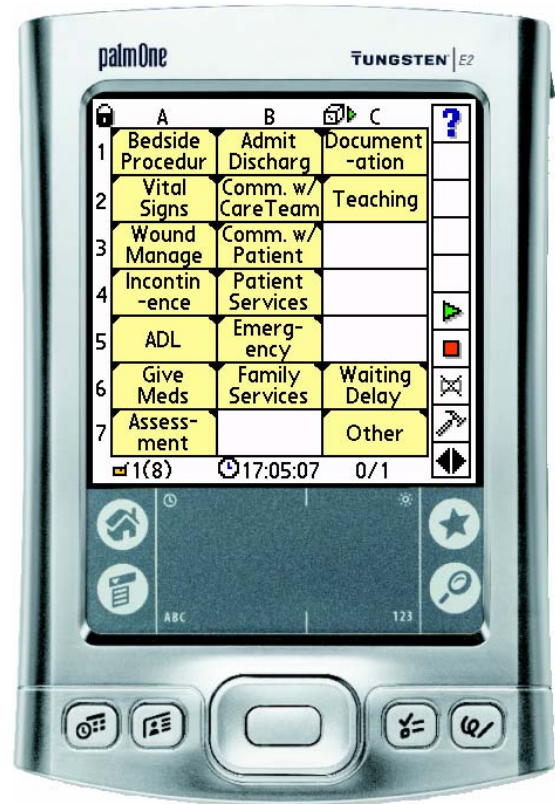 palmOne
TUNGSTEN E2
A B C ?
1 Bedside Procedur Admit Discharg Document -ation
2 Vital Signs Comm. w/ CareTeam Teaching
3 Wound Manage Comm. w/ Patient
4 Incontin -ence Patient Services
5 ADL Emerg- ency
6 Give Meds Family Services Waiting Delay
7 Assess- ment Other
1(8) 17:05:07 0/1
ABC 123